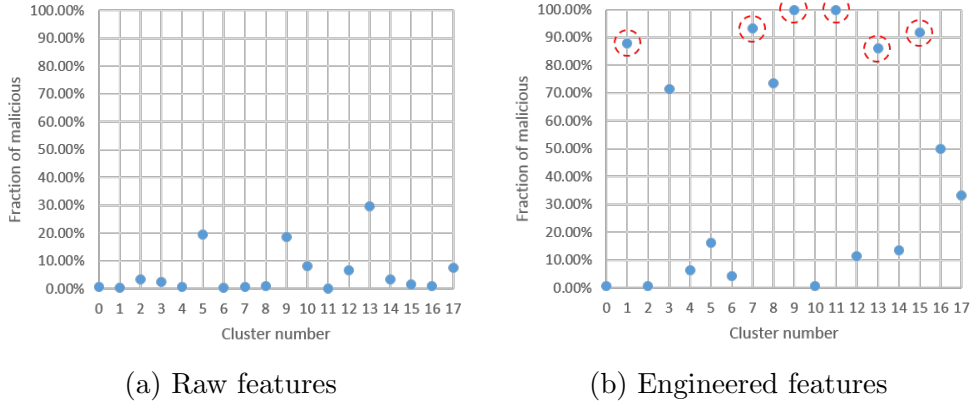 100.00%
90.00%
80.00%
70.00%
60.00%
50.00%
40.00%
30.00%
20.00%
10.00%
0.00%
Fraction of malicious
0 1 2 3 4 5 6 7 8 9 10 11 12 13 14 15 16 17
Cluster number
(a) Raw features
100.00%
90.00%
80.00%
70.00%
60.00%
50.00%
40.00%
30.00%
20.00%
10.00%
0.00%
Fraction of malicious
0 1 2 3 4 5 6 7 8 9 10 11 12 13 14 15 16 17
Cluster number
(b) Engineered features